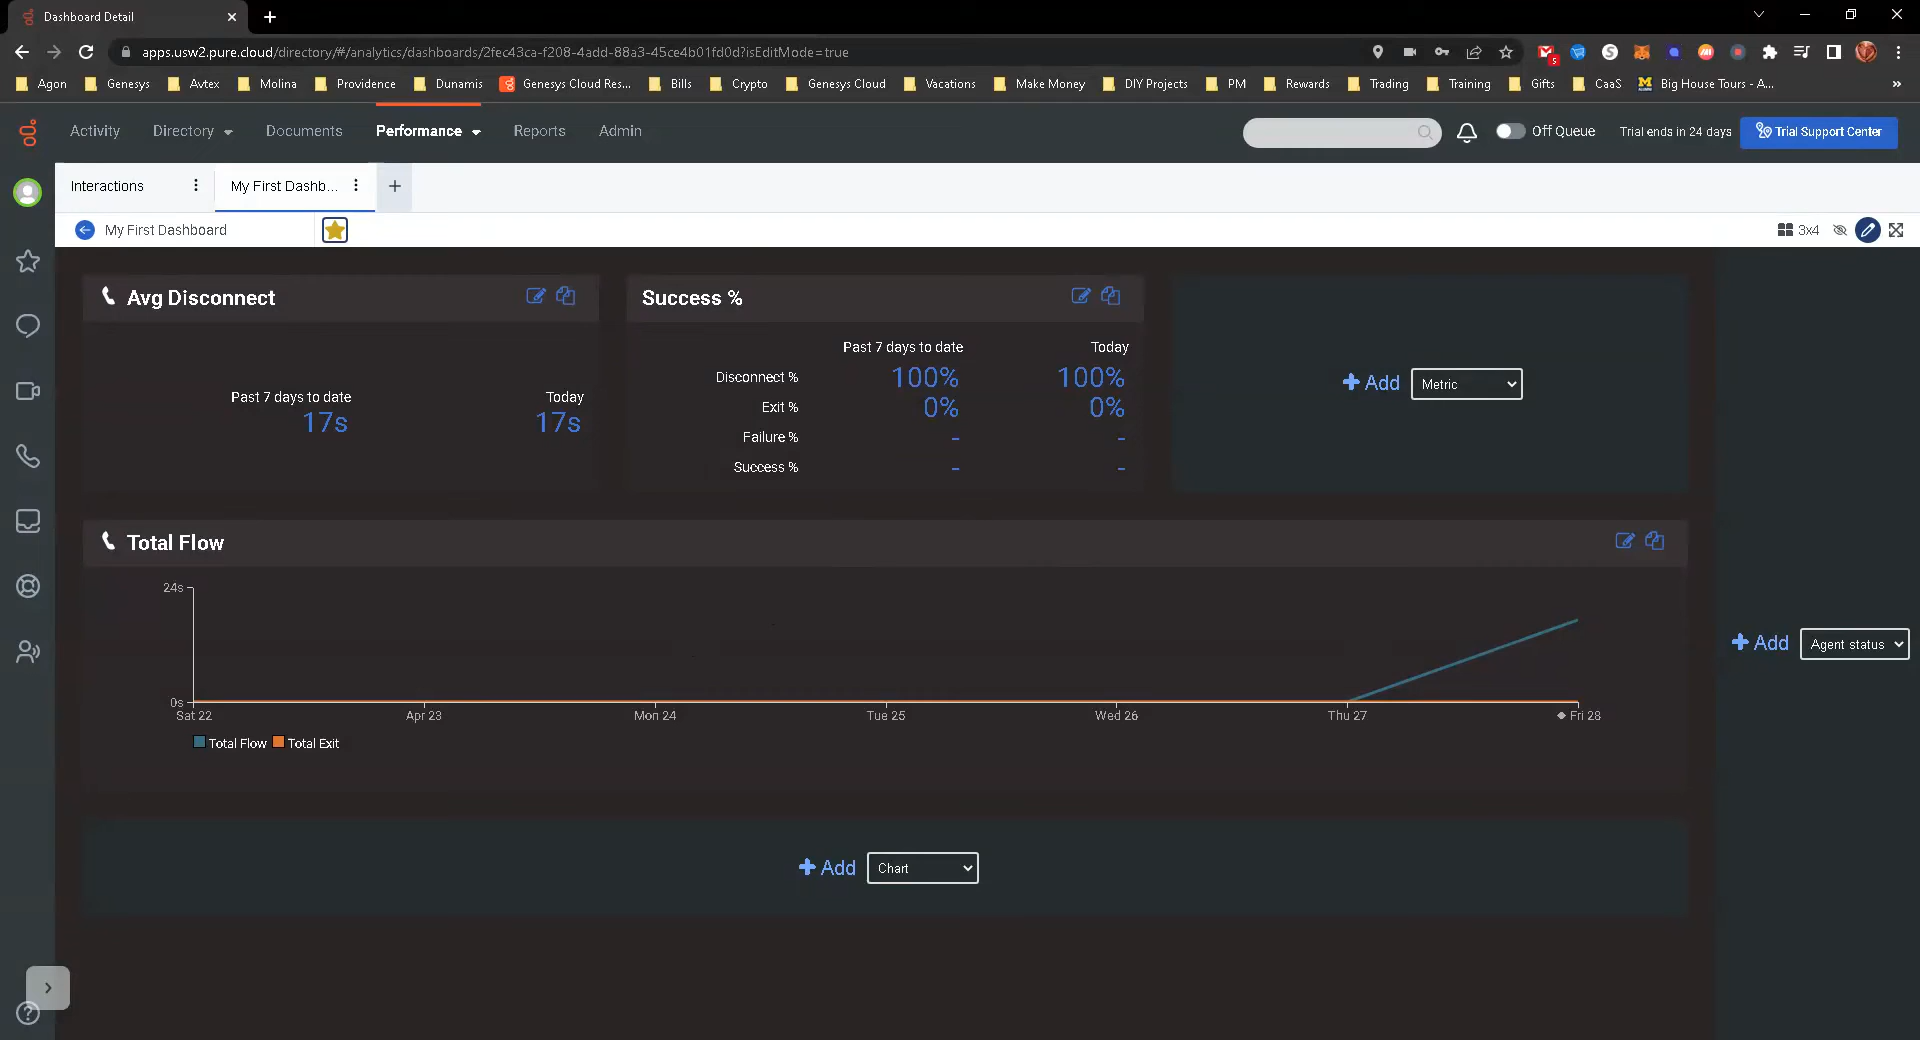 Dashboard Detail
apps.usw2.pure.cloud/directory/#/analytics/dashboards/2fec43ca-f208-4add-88a3-45ce4b01fd0d?isEditMode=true
5
Agon Genesys Avtex Molina Providence Dunamis Genesys Cloud Res... Bills Crypto Genesys Cloud Vacations Make Money DIY Projects PM Rewards Trading Training Gifts CaaS Big House Tours - A... »
Activity Directory Documents Performance Reports Admin Off Queue Trial ends in 24 days Trial Support Center
Interactions My First Dashb...
My First Dashboard 3x4
Avg Disconnect
Past 7 days to date Today
17s 17s
Success %
Past 7 days to date Today
Disconnect % 100% 100%
Exit % 0% 0%
Failure % - -
Success % - -
Add Metric
Total Flow
24s
0s
Sat 22 Apr 23 Mon 24 Tue 25 Wed 26 Thu 27 Fri 28
Total Flow Total Exit
Add Agent status
Add Chart